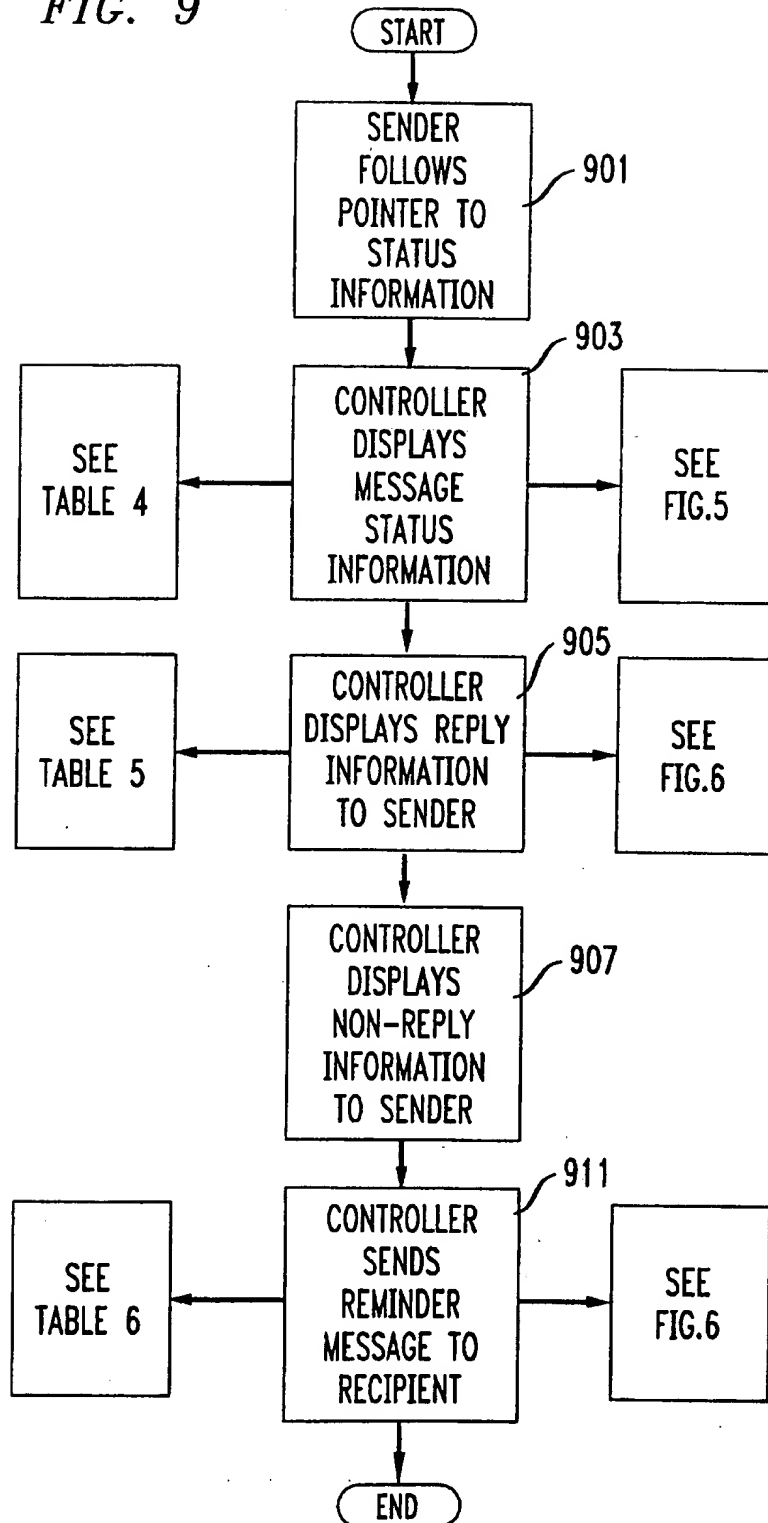 FIG. 9
START
SENDER
FOLLOWS
POINTER TO
STATUS
INFORMATION
901
903
CONTROLLER
DISPLAYS
MESSAGE
STATUS
INFORMATION
SEE
TABLE 4
SEE
FIG.5
905
CONTROLLER
DISPLAYS REPLY
INFORMATION
TO SENDER
SEE
TABLE 5
SEE
FIG.6
CONTROLLER
DISPLAYS
NON-REPLY
INFORMATION
TO SENDER
907
911
CONTROLLER
SENDS
REMINDER
MESSAGE TO
RECIPIENT
SEE
TABLE 6
SEE
FIG.6
END